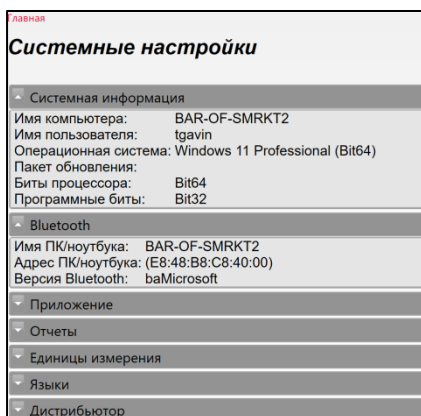 Главная
Системные настройки
Системная информация
Имя компьютера: BAR-OF-SMRKT2
Имя пользователя: tgavin
Операционная система: Windows 11 Professional (Bit64)
Пакет обновления:
Биты процессора: Bit64
Программные биты: Bit32
Bluetooth
Имя ПК/ноутбука: BAR-OF-SMRKT2
Адрес ПК/ноутбука: (E8:48:B8:C8:40:00)
Версия Bluetooth: baMicrosoft
Приложение
Отчеты
Единицы измерения
Языки
Дистрибьютор